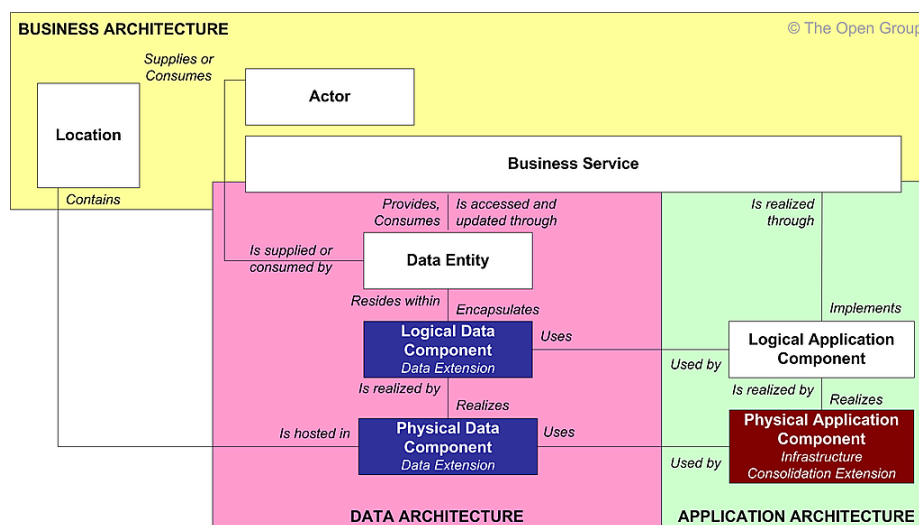 BUSINESS ARCHITECTURE
© The Open Group
Supplies or
Consumes
Actor
Location
Business Service
Contains
Provides,
Consumes
Is accessed and
updated through
Is realized
through
Is supplied or
consumed by
Data Entity
Resides within
Encapsulates
Implements
Logical Data
Component
Data Extension
Uses
Used by
Logical Application
Component
Is realized by
Realizes
Is realized by
Realizes
Is hosted in
Physical Data
Component
Data Extension
Uses
Used by
Physical Application
Component
Infrastructure
Consolidation Extension
DATA ARCHITECTURE
APPLICATION ARCHITECTURE